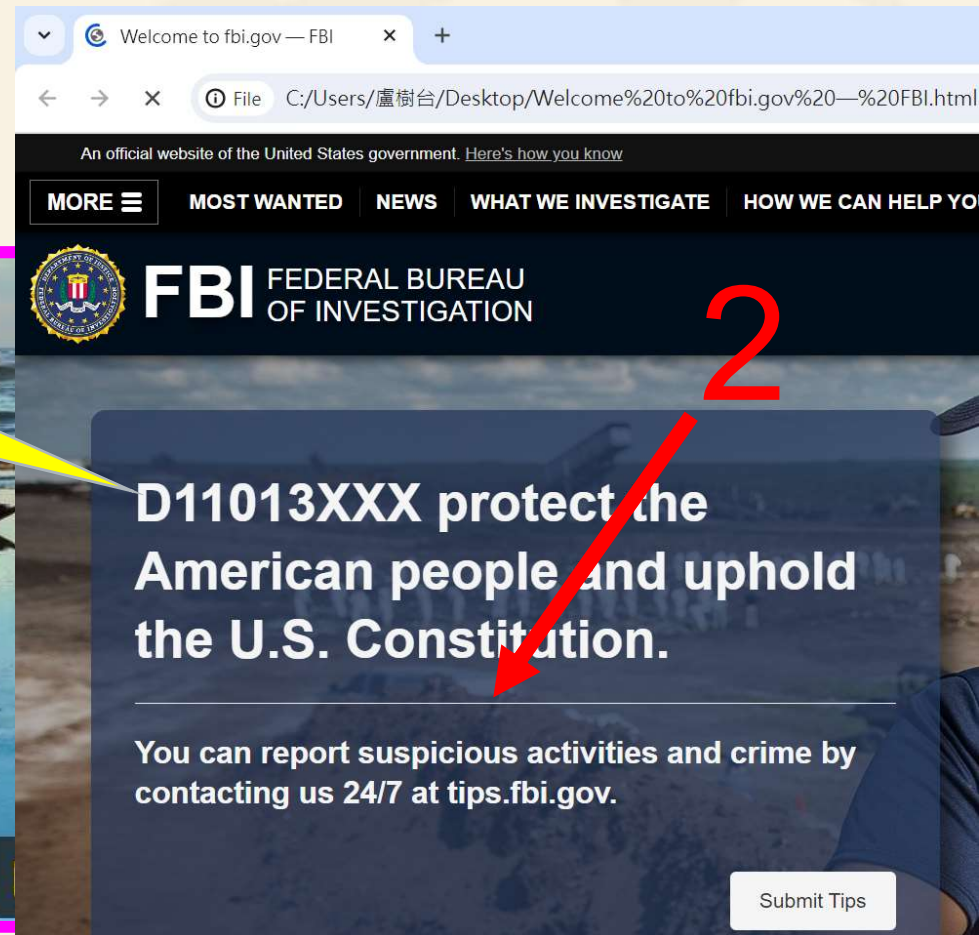 Welcome to fbi.gov — FBI
File C:/Users/盧樹台/Desktop/Welcome%20to%20fbi.gov%20—%20FBI.html
An official website of the United States government. Here's how you know
MORE MOST WANTED NEWS WHAT WE INVESTIGATE HOW WE CAN HELP YOU
FBI FEDERAL BUREAU
OF INVESTIGATION
2
D11013XXX protect the
American people and uphold
the U.S. Constitution.
You can report suspicious activities and crime by
contacting us 24/7 at tips.fbi.gov.
Submit Tips